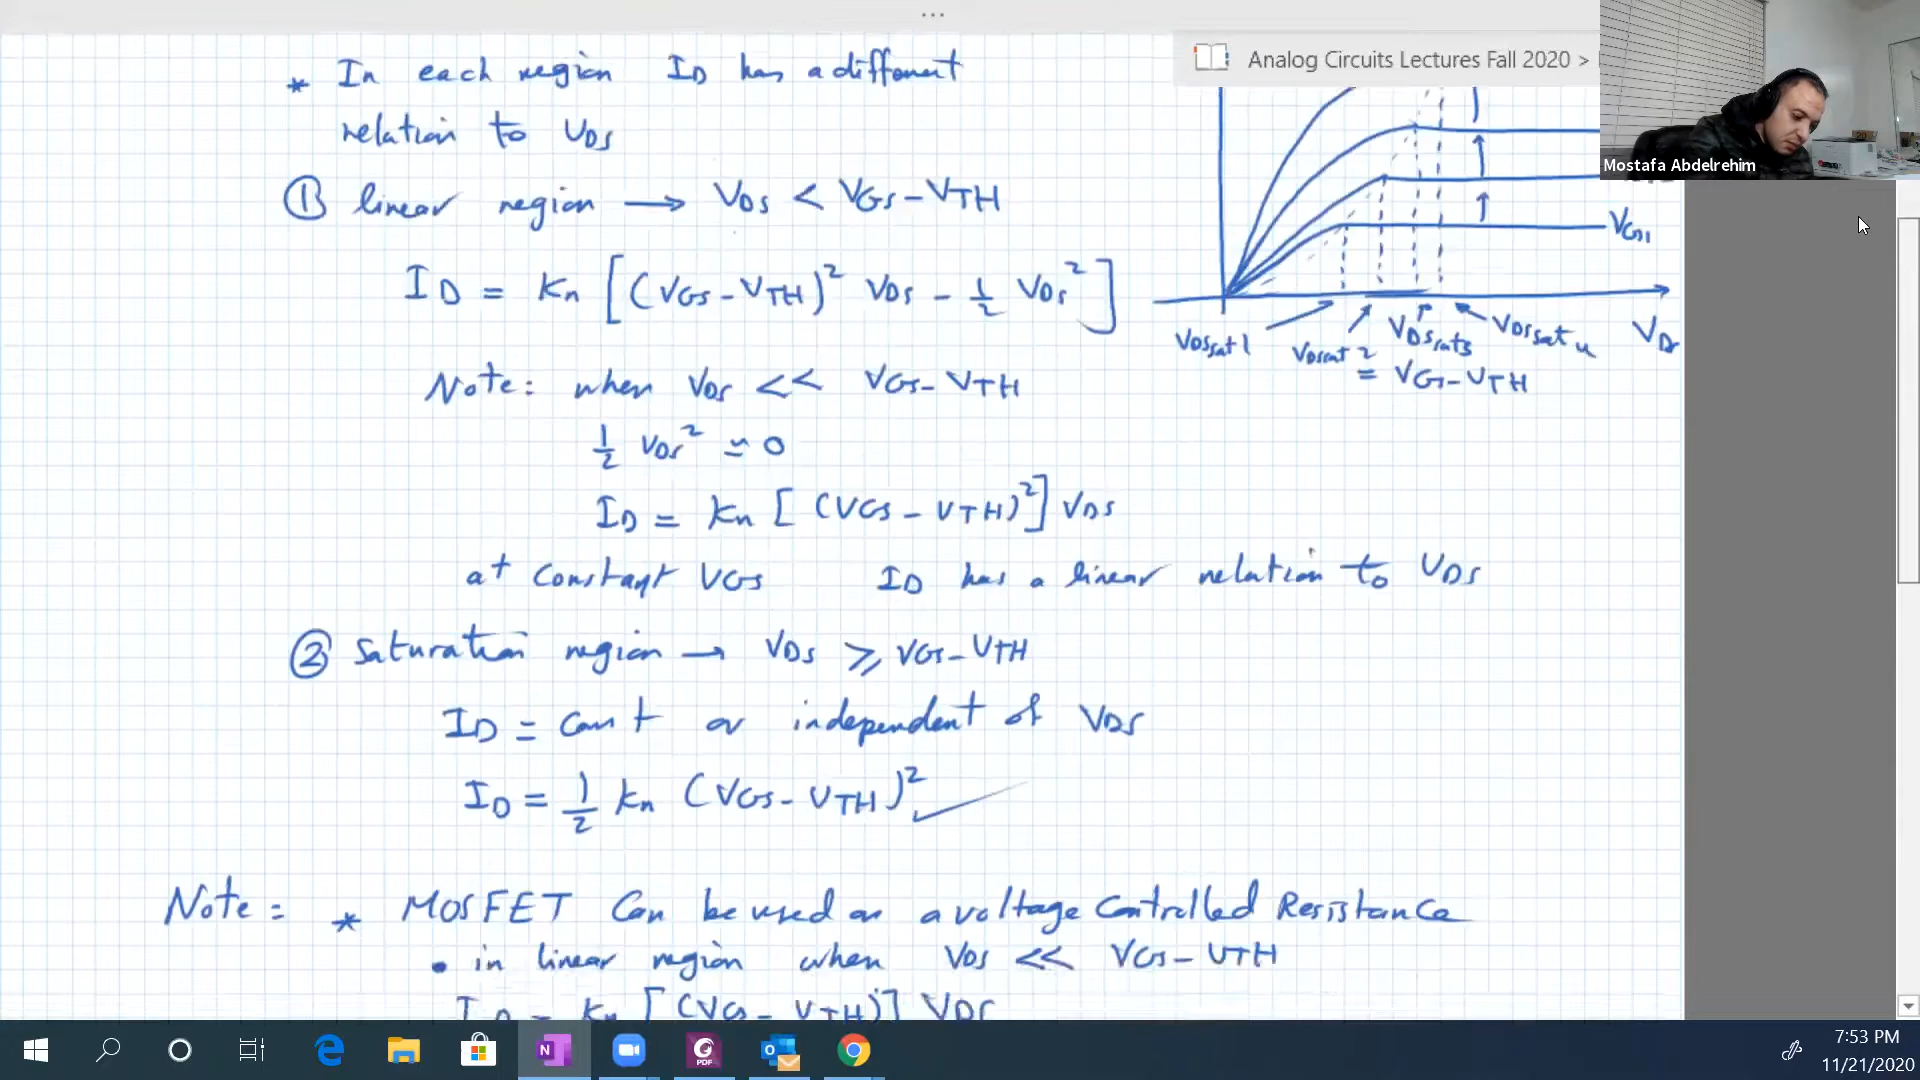 ...
* In each region ID has a different
relation to VDS
Analog Circuits Lectures Fall 2020 >
Mostafa Abdelrehim
① linear region → VDS < VGS-VTH
ID = Kn [(VGS-VTH)² VDS - 1/2 VDS²]
VGS1
VDSsat1
VDSsat2
VDSsat3
VDSsat4
VDS
= VGS-VTH
Note: when VDS << VGS-VTH
1/2 VDS² ≃ 0
ID = Kn [(VGS-VTH)²] VDS
at constant VGS ID has a linear relation to VDS
② Saturation region → VDS ⩾ VGS-VTH
ID = const or independent of VDS
ID = 1/2 Kn (VGS-VTH)²
Note: * MOSFET Can be used as a voltage Controlled Resistance
• in linear region when VDS << VGS-VTH
ID = Kn [(VGS-VTH)] VDS
7:53 PM
11/21/2020